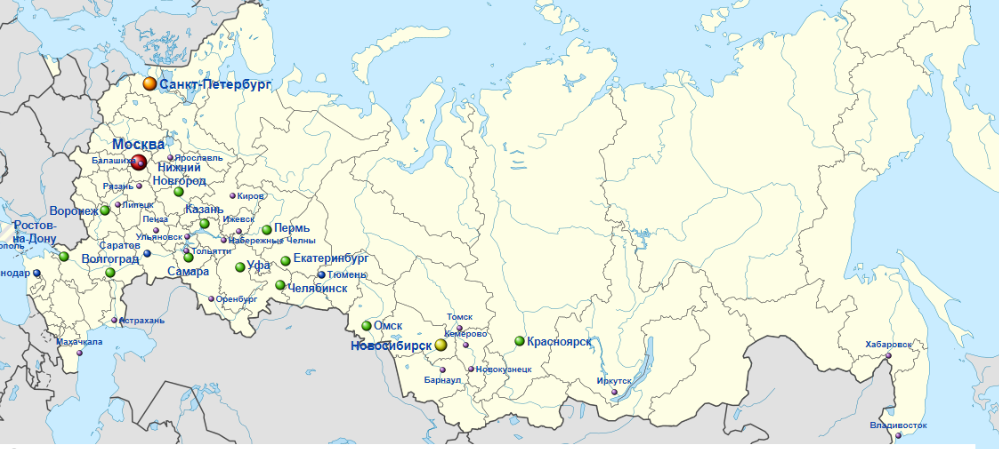 Санкт-Петербург
Москва
Балашиха
Ярославль
Нижний
Новгород
Рязань
Киров
Липецк
Воронеж
Казань
Пенза
Ижевск
Пермь
Ростов-
на-Дону
Ульяновск
Набережные Челны
ополь
Саратов
Тольятти
Волгоград
Екатеринбург
нодар
Самара
Уфа
Тюмень
Челябинск
Оренбург
Астрахань
Томск
Омск
Кемерово
Махачкала
Новосибирск
Красноярск
Хабаровск
Новокузнецк
Барнаул
Иркутск
Владивосток